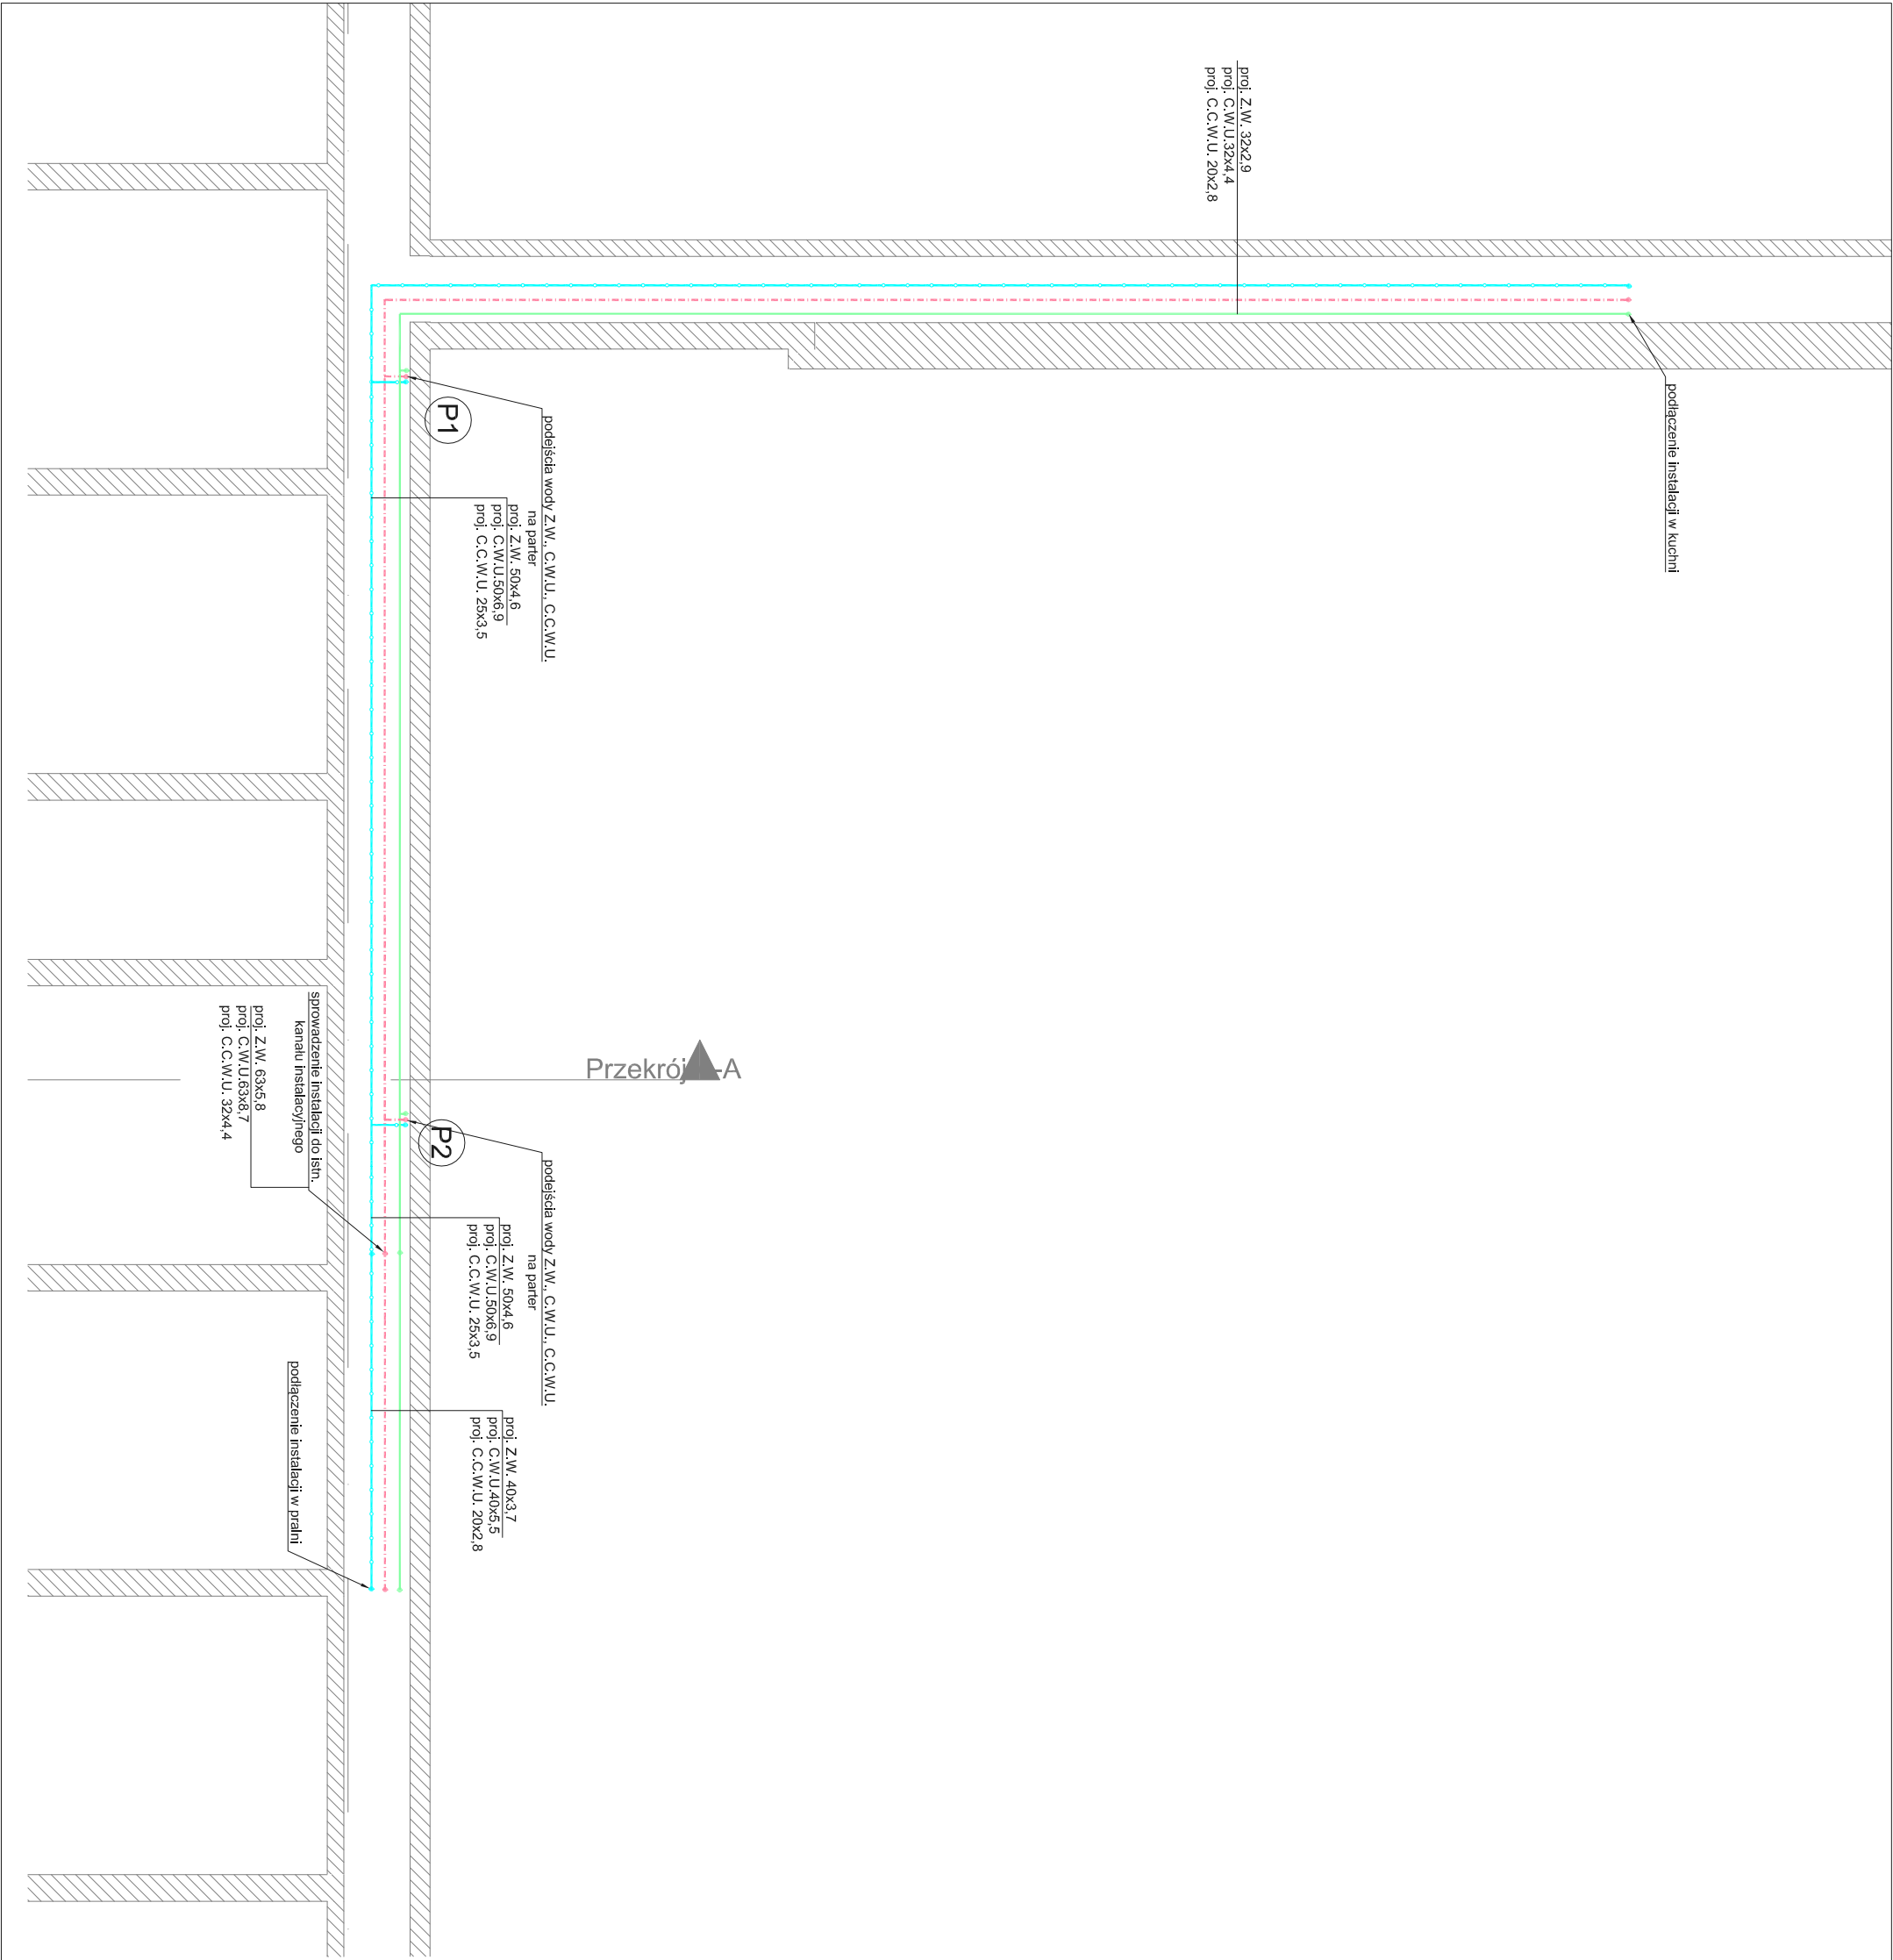 proj. Z.W. 32x2,9
proj. C.W.U.32x4,4
proj. C.C.W.U. 20x2,8
podłączenie instalacji w kuchni
P1
podejścia wody Z.W., C.W.U., C.C.W.U.
na parter
proj. Z.W. 50x4,6
proj. C.W.U.50x6,9
proj. C.C.W.U. 25x3,5
Przekrój -A
P2
podejścia wody Z.W., C.W.U., C.C.W.U.
na parter
sprowadzenie instalacji do istn.
kanału instalacyjnego
proj. Z.W. 63x5,8
proj. C.W.U.63x8,7
proj. C.C.W.U. 32x4,4
proj. Z.W. 50x4,6
proj. C.W.U.50x6,9
proj. C.C.W.U. 25x3,5
proj. Z.W. 40x3,7
proj. C.W.U.40x5,5
proj. C.C.W.U. 20x2,8
podłączenie instalacji w pralni